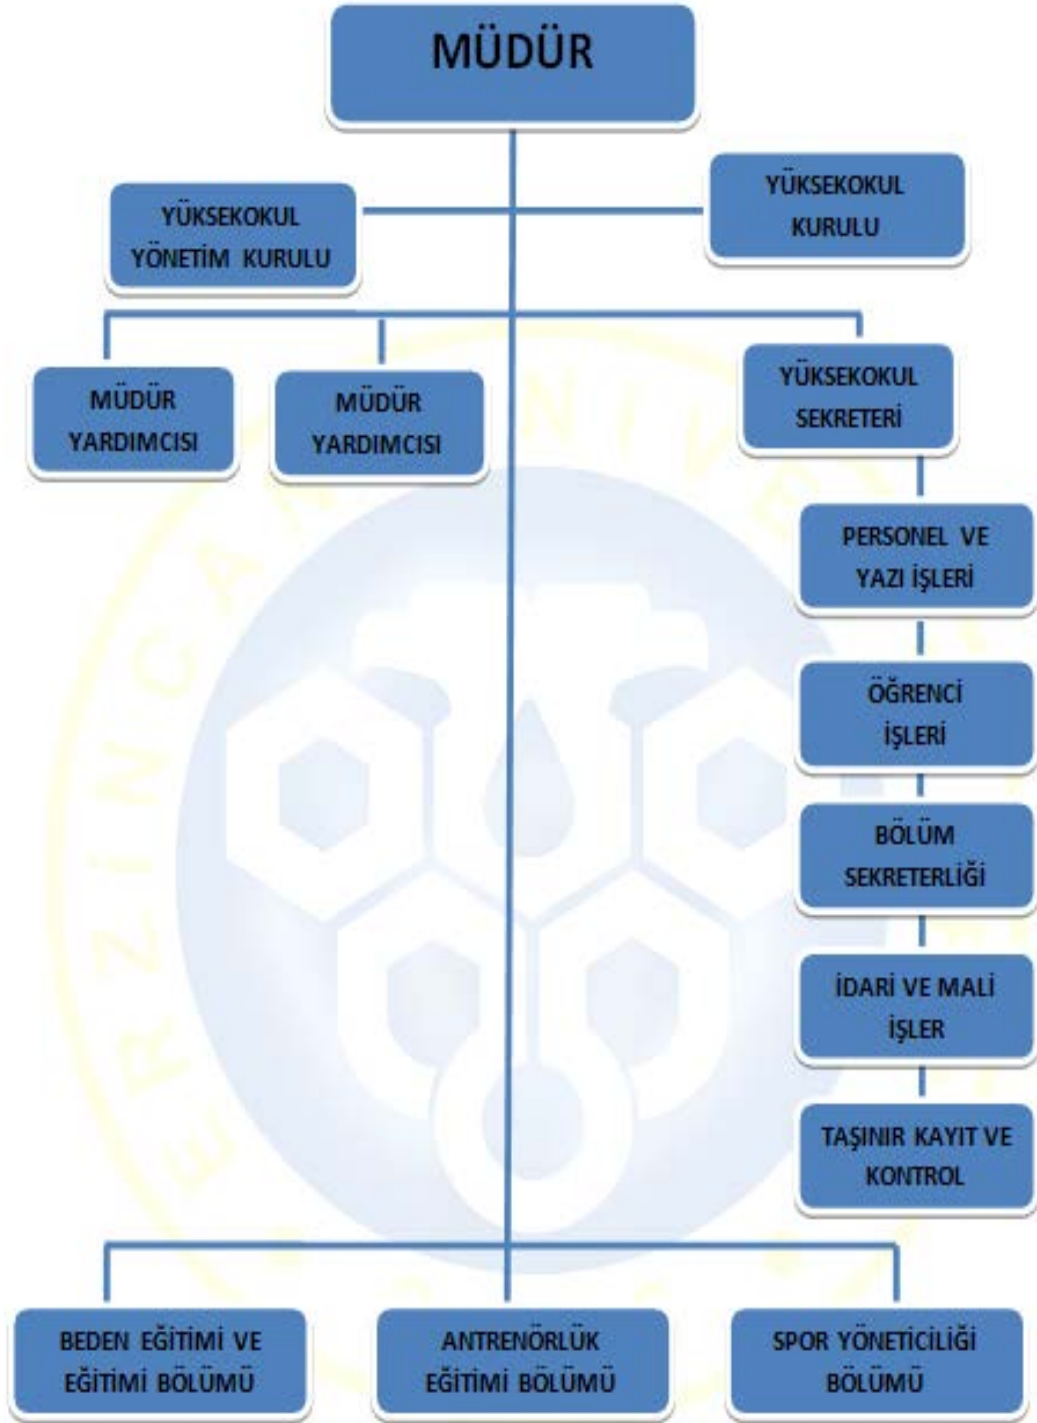 MÜDÜR
YÜKSEKOKUL
YÖNETİM KURULU
YÜKSEKOKUL
KURULU
MÜDÜR
YARDIMCISI
MÜDÜR
YARDIMCISI
YÜKSEKOKUL
SEKRETERİ
PERSONEL VE
YAZI İŞLERİ
ÖĞRENCİ
İŞLERİ
BÖLÜM
SEKRETERLİĞİ
İDARİ VE MALİ
İŞLER
TAŞINIR KAYIT VE
KONTROL
BEDEN EĞİTİMİ VE
EĞİTİMİ BÖLÜMÜ
ANTRENÖRLÜK
EĞİTİMİ BÖLÜMÜ
SPOR YÖNETİCİLİĞİ
BÖLÜMÜ